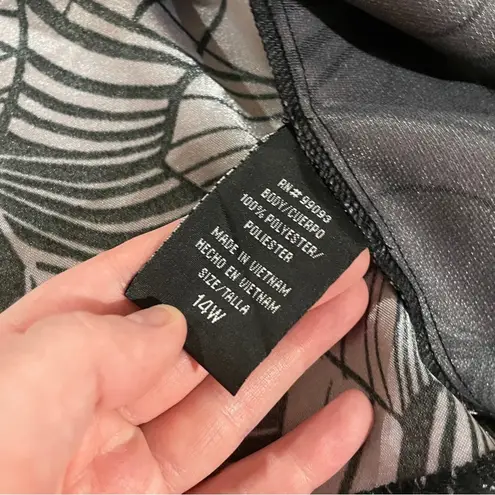 RN# 99093
BODY/CUERPO
100% POLYESTER/
POLIESTER
MADE IN VIETNAM
HECHO EN VIETNAM
SIZE/TALLA
14W